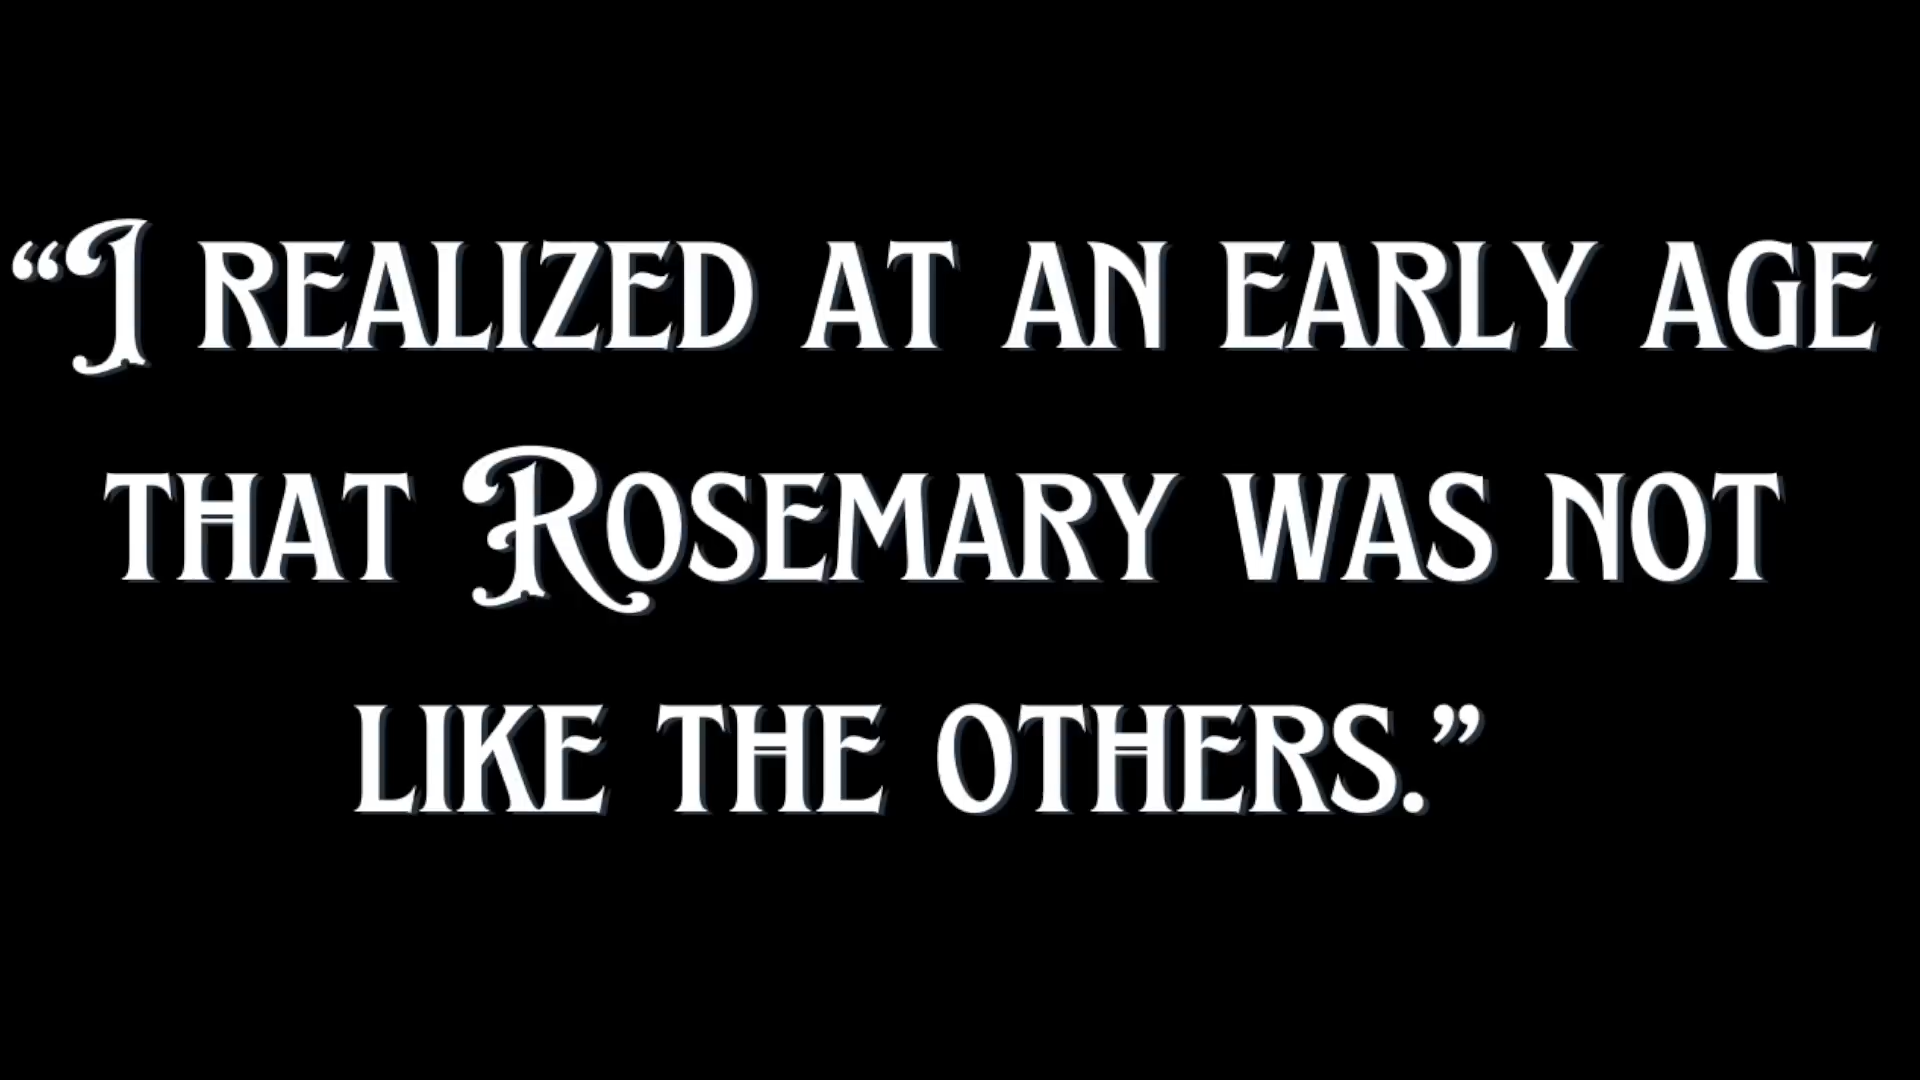 “I realized at an early age
that Rosemary was not
like the others.”